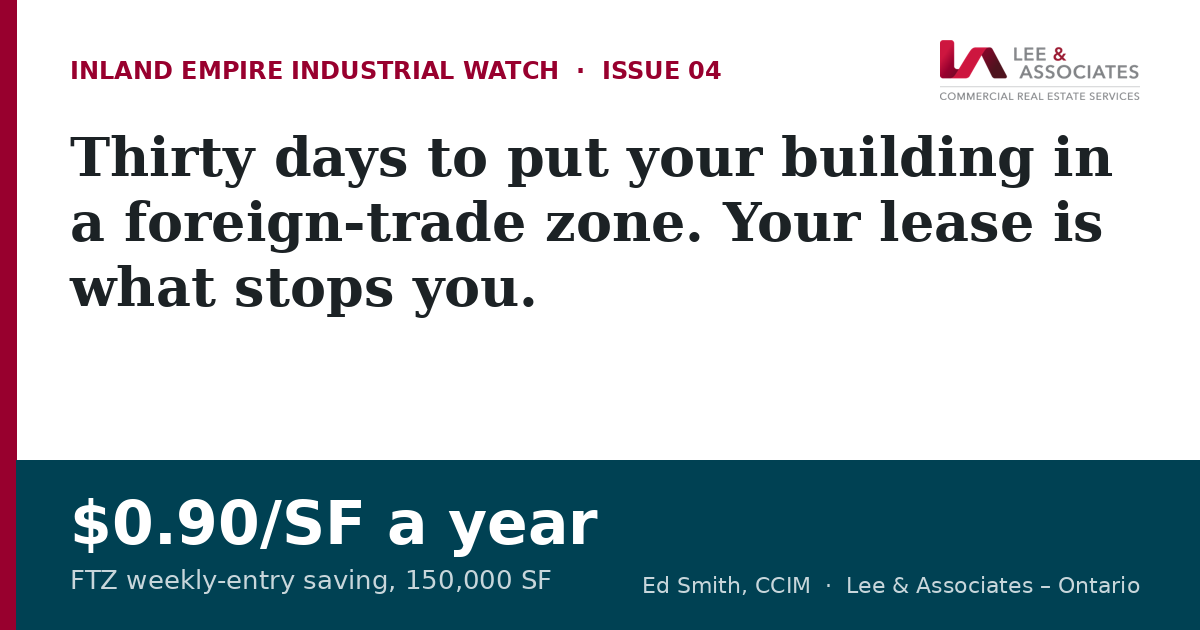 INLAND EMPIRE INDUSTRIAL WATCH · ISSUE 04
LEE &
ASSOCIATES
COMMERCIAL REAL ESTATE SERVICES
Thirty days to put your building in
a foreign-trade zone. Your lease is
what stops you.
$0.90/SF a year
FTZ weekly-entry saving, 150,000 SF
Ed Smith, CCIM · Lee & Associates – Ontario